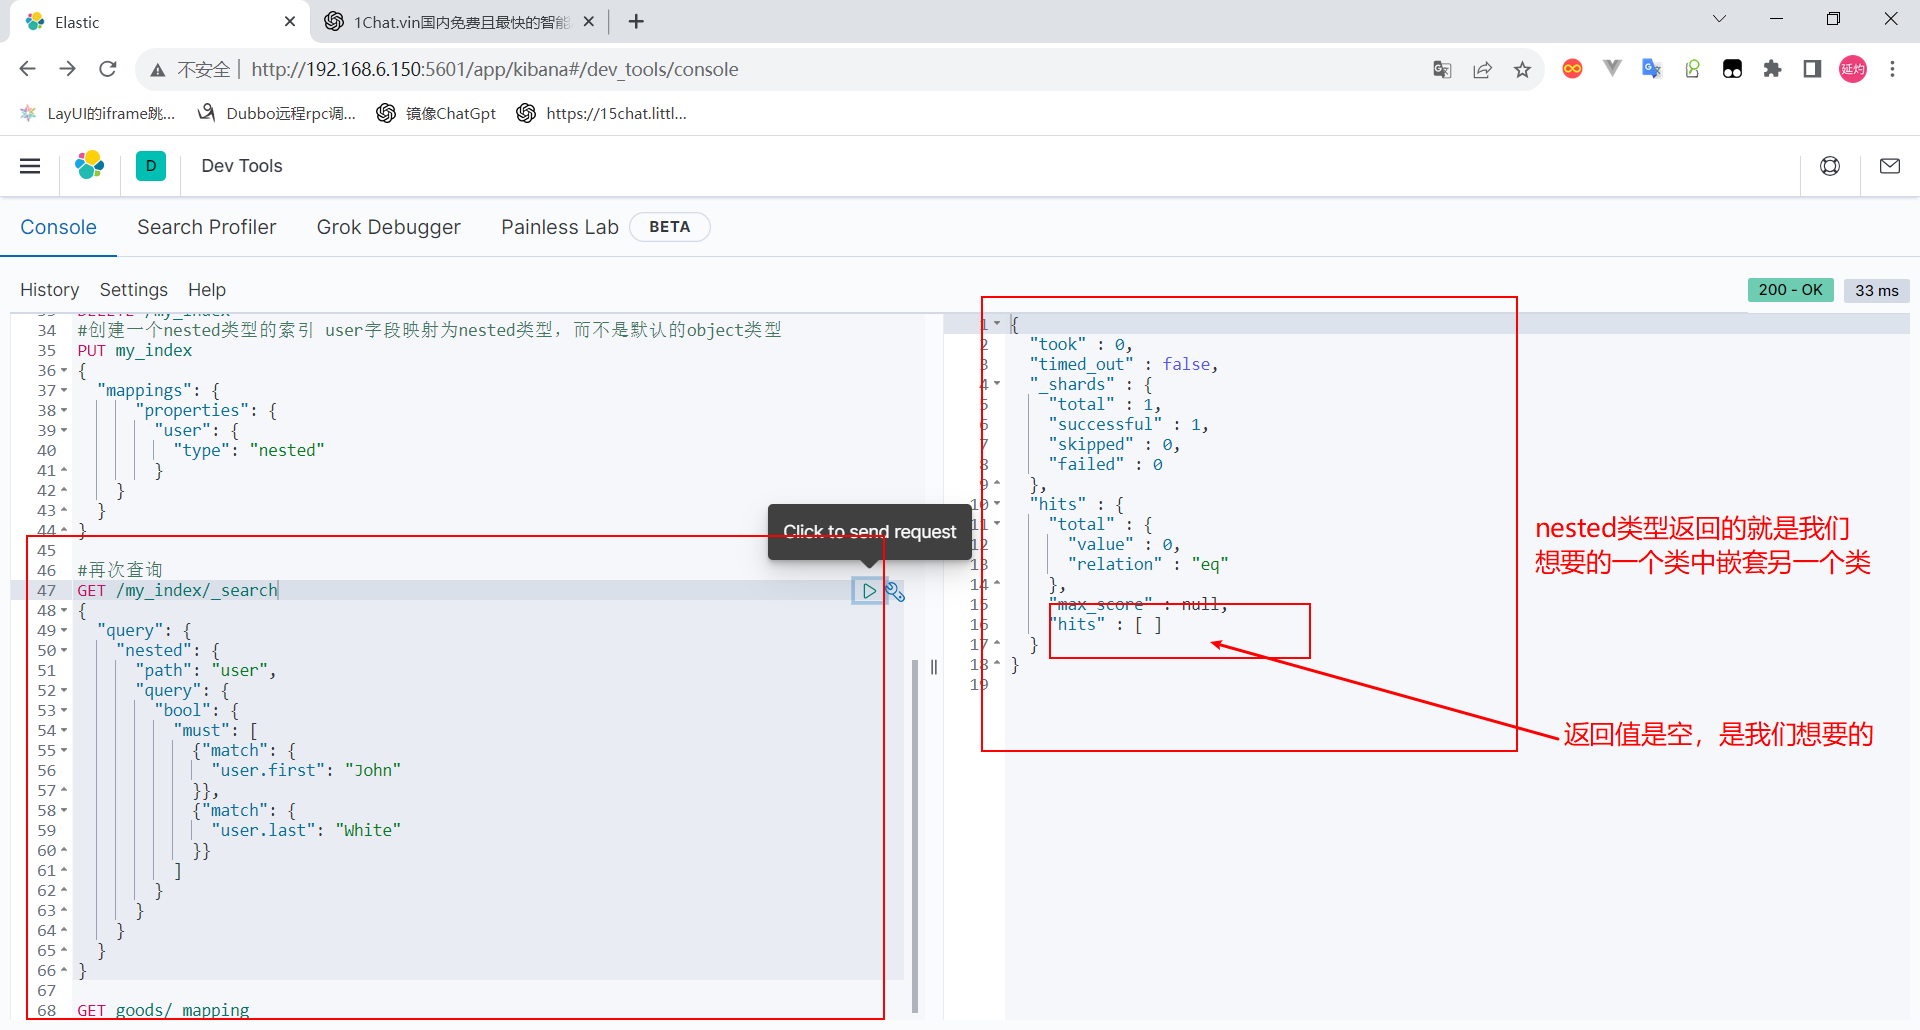 Elastic
1Chat.vin国内免费且最快的智能
不安全 http://192.168.6.150:5601/app/kibana#/dev_tools/console
延灼
LayUI的iframe跳... Dubbo远程rpc调... 镜像ChatGpt https://15chat.littl...
D Dev Tools
Console Search Profiler Grok Debugger Painless Lab BETA
History Settings Help
200 - OK 33 ms
34 #创建一个nested类型的索引 user字段映射为nested类型，而不是默认的object类型
35 PUT my_index
36 {
37 "mappings": {
38 "properties": {
39 "user": {
40 "type": "nested"
41 }
42 }
43 }
44 }
45
46 #再次查询
47 GET /my_index/_search
48 {
49 "query": {
50 "nested": {
51 "path": "user",
52 "query": {
53 "bool": {
54 "must": [
55 {"match": {
56 "user.first": "John"
57 }},
58 {"match": {
59 "user.last": "White"
60 }}
61 ]
62 }
63 }
64 }
65 }
66 }
67
68 GET goods/_mapping
Click to send request
1 {
2 "took" : 0,
3 "timed_out" : false,
4 "_shards" : {
5 "total" : 1,
6 "successful" : 1,
7 "skipped" : 0,
8 "failed" : 0
9 },
10 "hits" : {
11 "total" : {
12 "value" : 0,
13 "relation" : "eq"
14 },
15 "max_score" : null,
16 "hits" : [ ]
17 }
18 }
19
nested类型返回的就是我们
想要的一个类中嵌套另一个类
返回值是空，是我们想要的